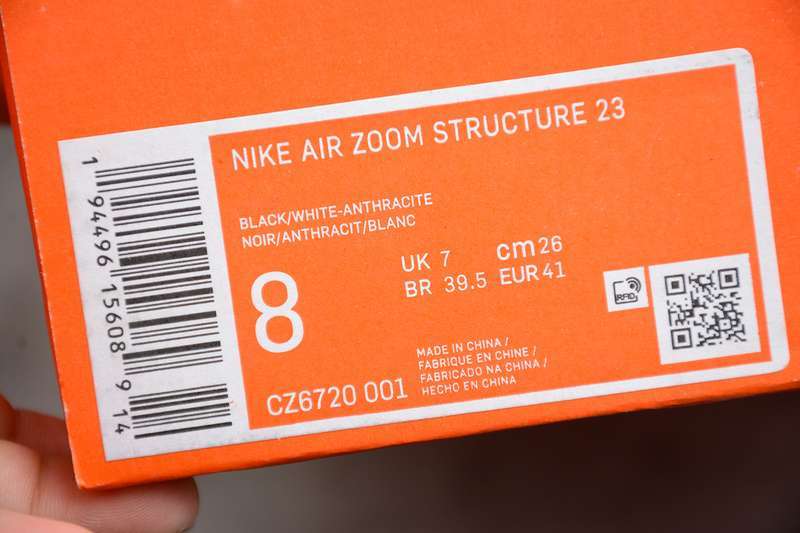 NIKE AIR ZOOM STRUCTURE 23
BLACK/WHITE-ANTHRACITE
NOIR/ANTHRACIT/BLANC
8
UK 7 cm 26
BR 39.5 EUR 41
CZ6720 001
MADE IN CHINA /
FABRIQUE EN CHINE /
FABRICADO NA CHINA /
HECHO EN CHINA
RFID
1 94496 15608 9 14